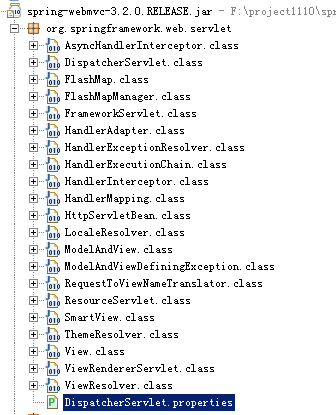 spring-webmvc-3.2.0.RELEASE.jar - F:\project1110\spr
org.springframework.web.servlet
AsyncHandlerInterceptor.class
DispatcherServlet.class
FlashMap.class
FlashMapManager.class
FrameworkServlet.class
HandlerAdapter.class
HandlerExceptionResolver.class
HandlerExecutionChain.class
HandlerInterceptor.class
HandlerMapping.class
HttpServletBean.class
LocaleResolver.class
ModelAndView.class
ModelAndViewDefiningException.class
RequestToViewNameTranslator.class
ResourceServlet.class
SmartView.class
ThemeResolver.class
View.class
ViewRendererServlet.class
ViewResolver.class
DispatcherServlet.properties